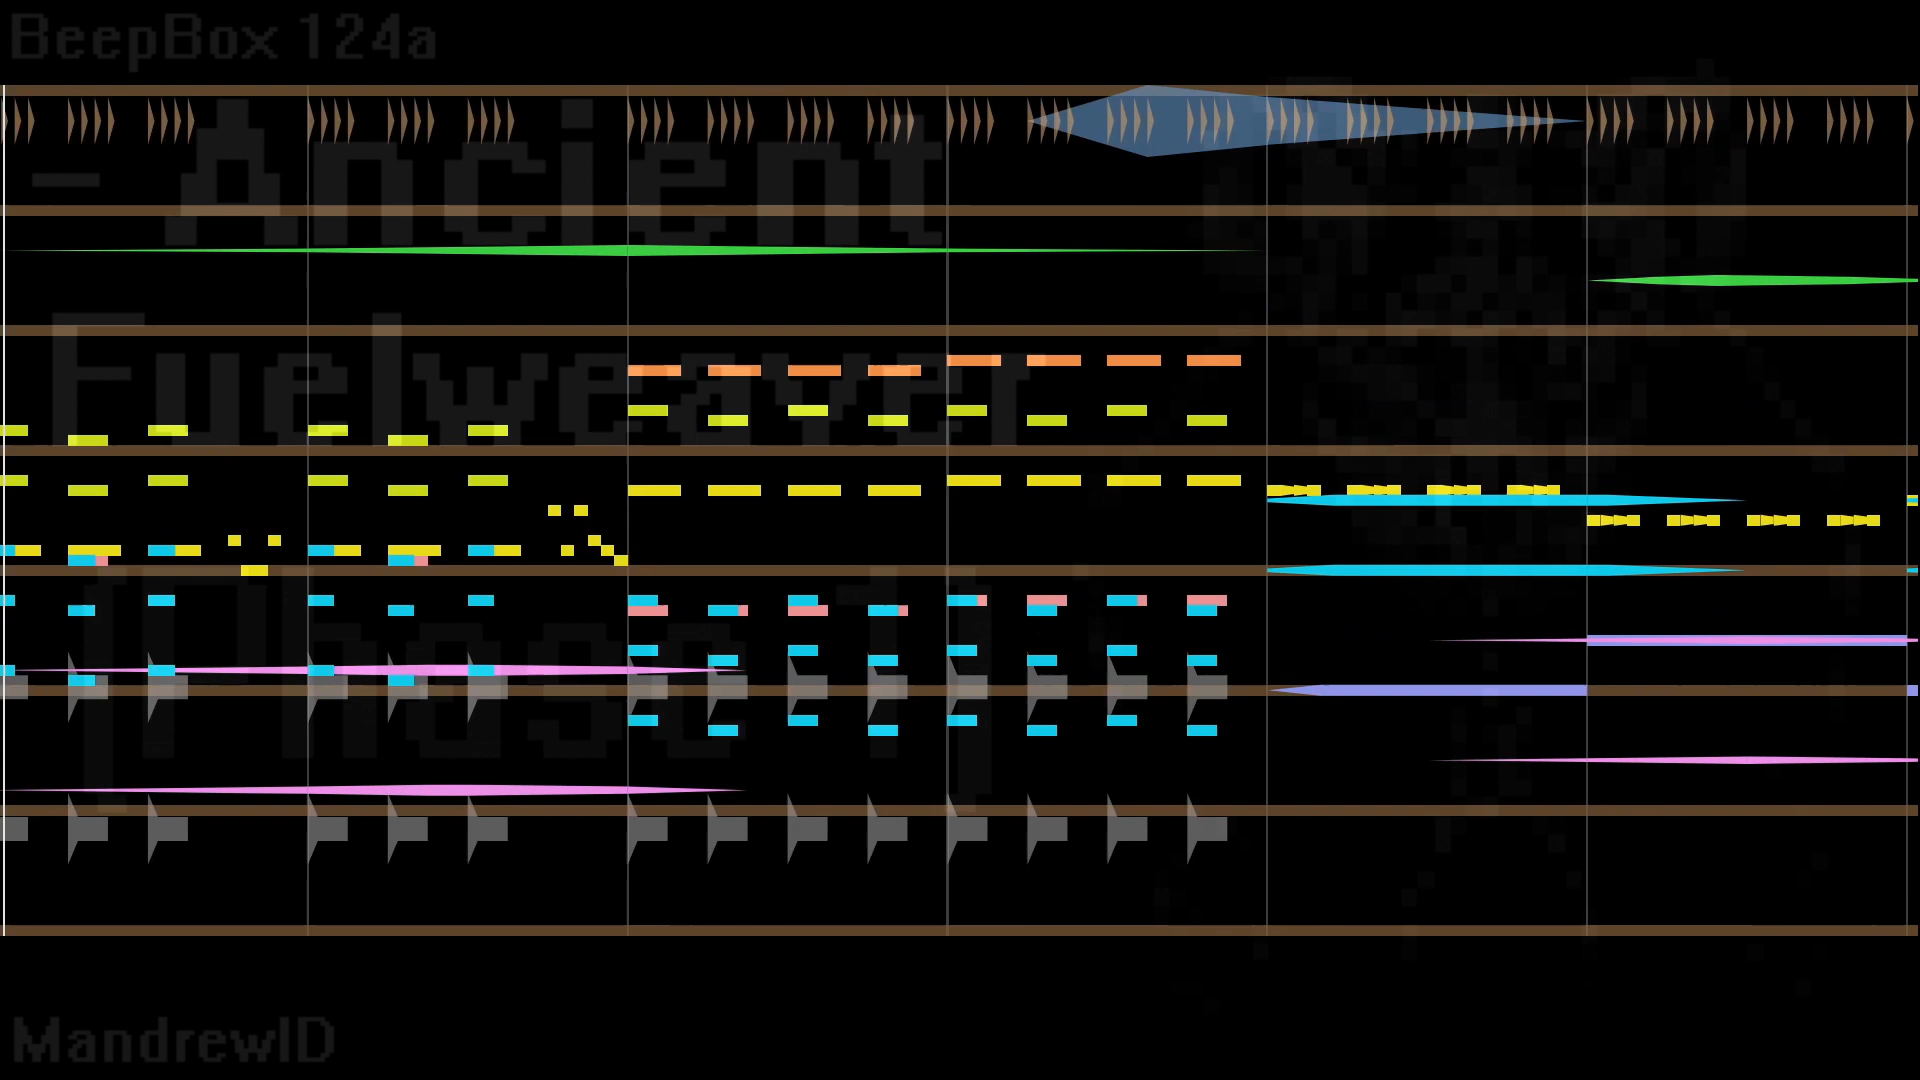 BeepBox 124a
- Ancient
Fuelweaver
[Phase 1]
MandrewID